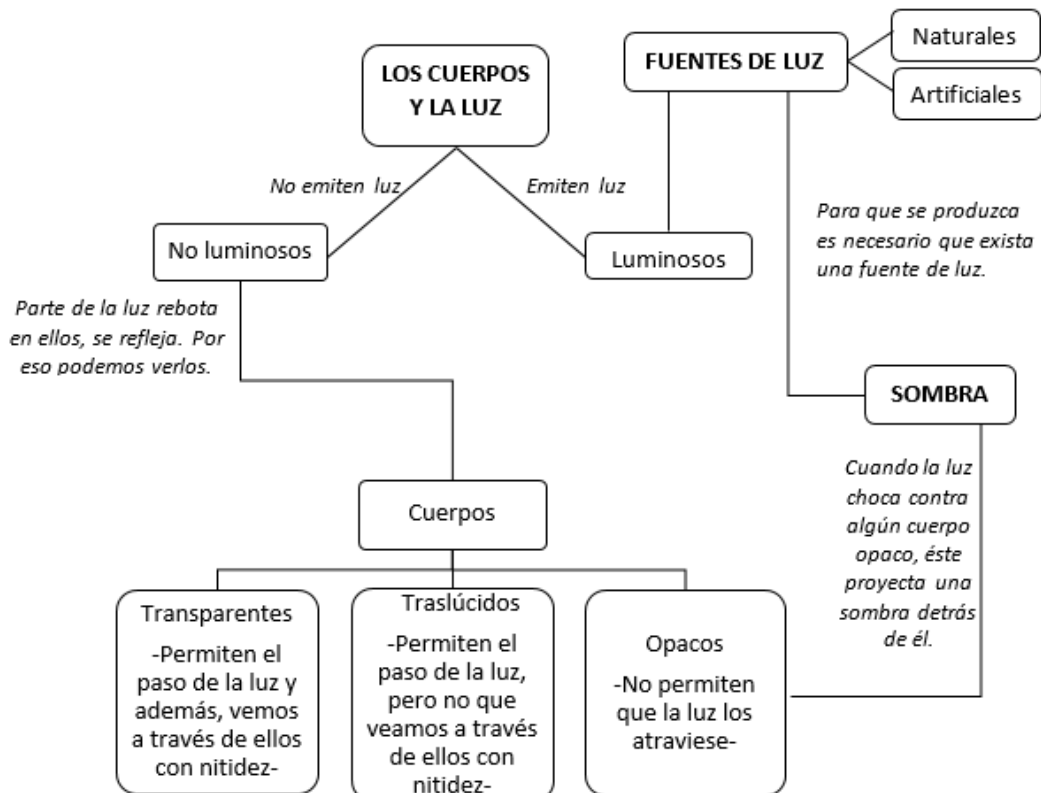 LOS CUERPOS
Y LA LUZ
FUENTES DE LUZ
Naturales
Artificiales
No emiten luz
Emiten luz
No luminosos
Luminosos
Para que se produzca
es necesario que exista
una fuente de luz.
Parte de la luz rebota
en ellos, se refleja. Por
eso podemos verlos.
SOMBRA
Cuando la luz
choca contra
algún cuerpo
opaco, éste
proyecta una
sombra detrás
de él.
Cuerpos
Transparentes
-Permiten el
paso de la luz y
además, vemos
a través de ellos
con nitidez-
Traslúcidos
-Permiten el
paso de la luz,
pero no que
veamos a través
de ellos con
nitidez-
Opacos
-No permiten
que la luz los
atraviese-